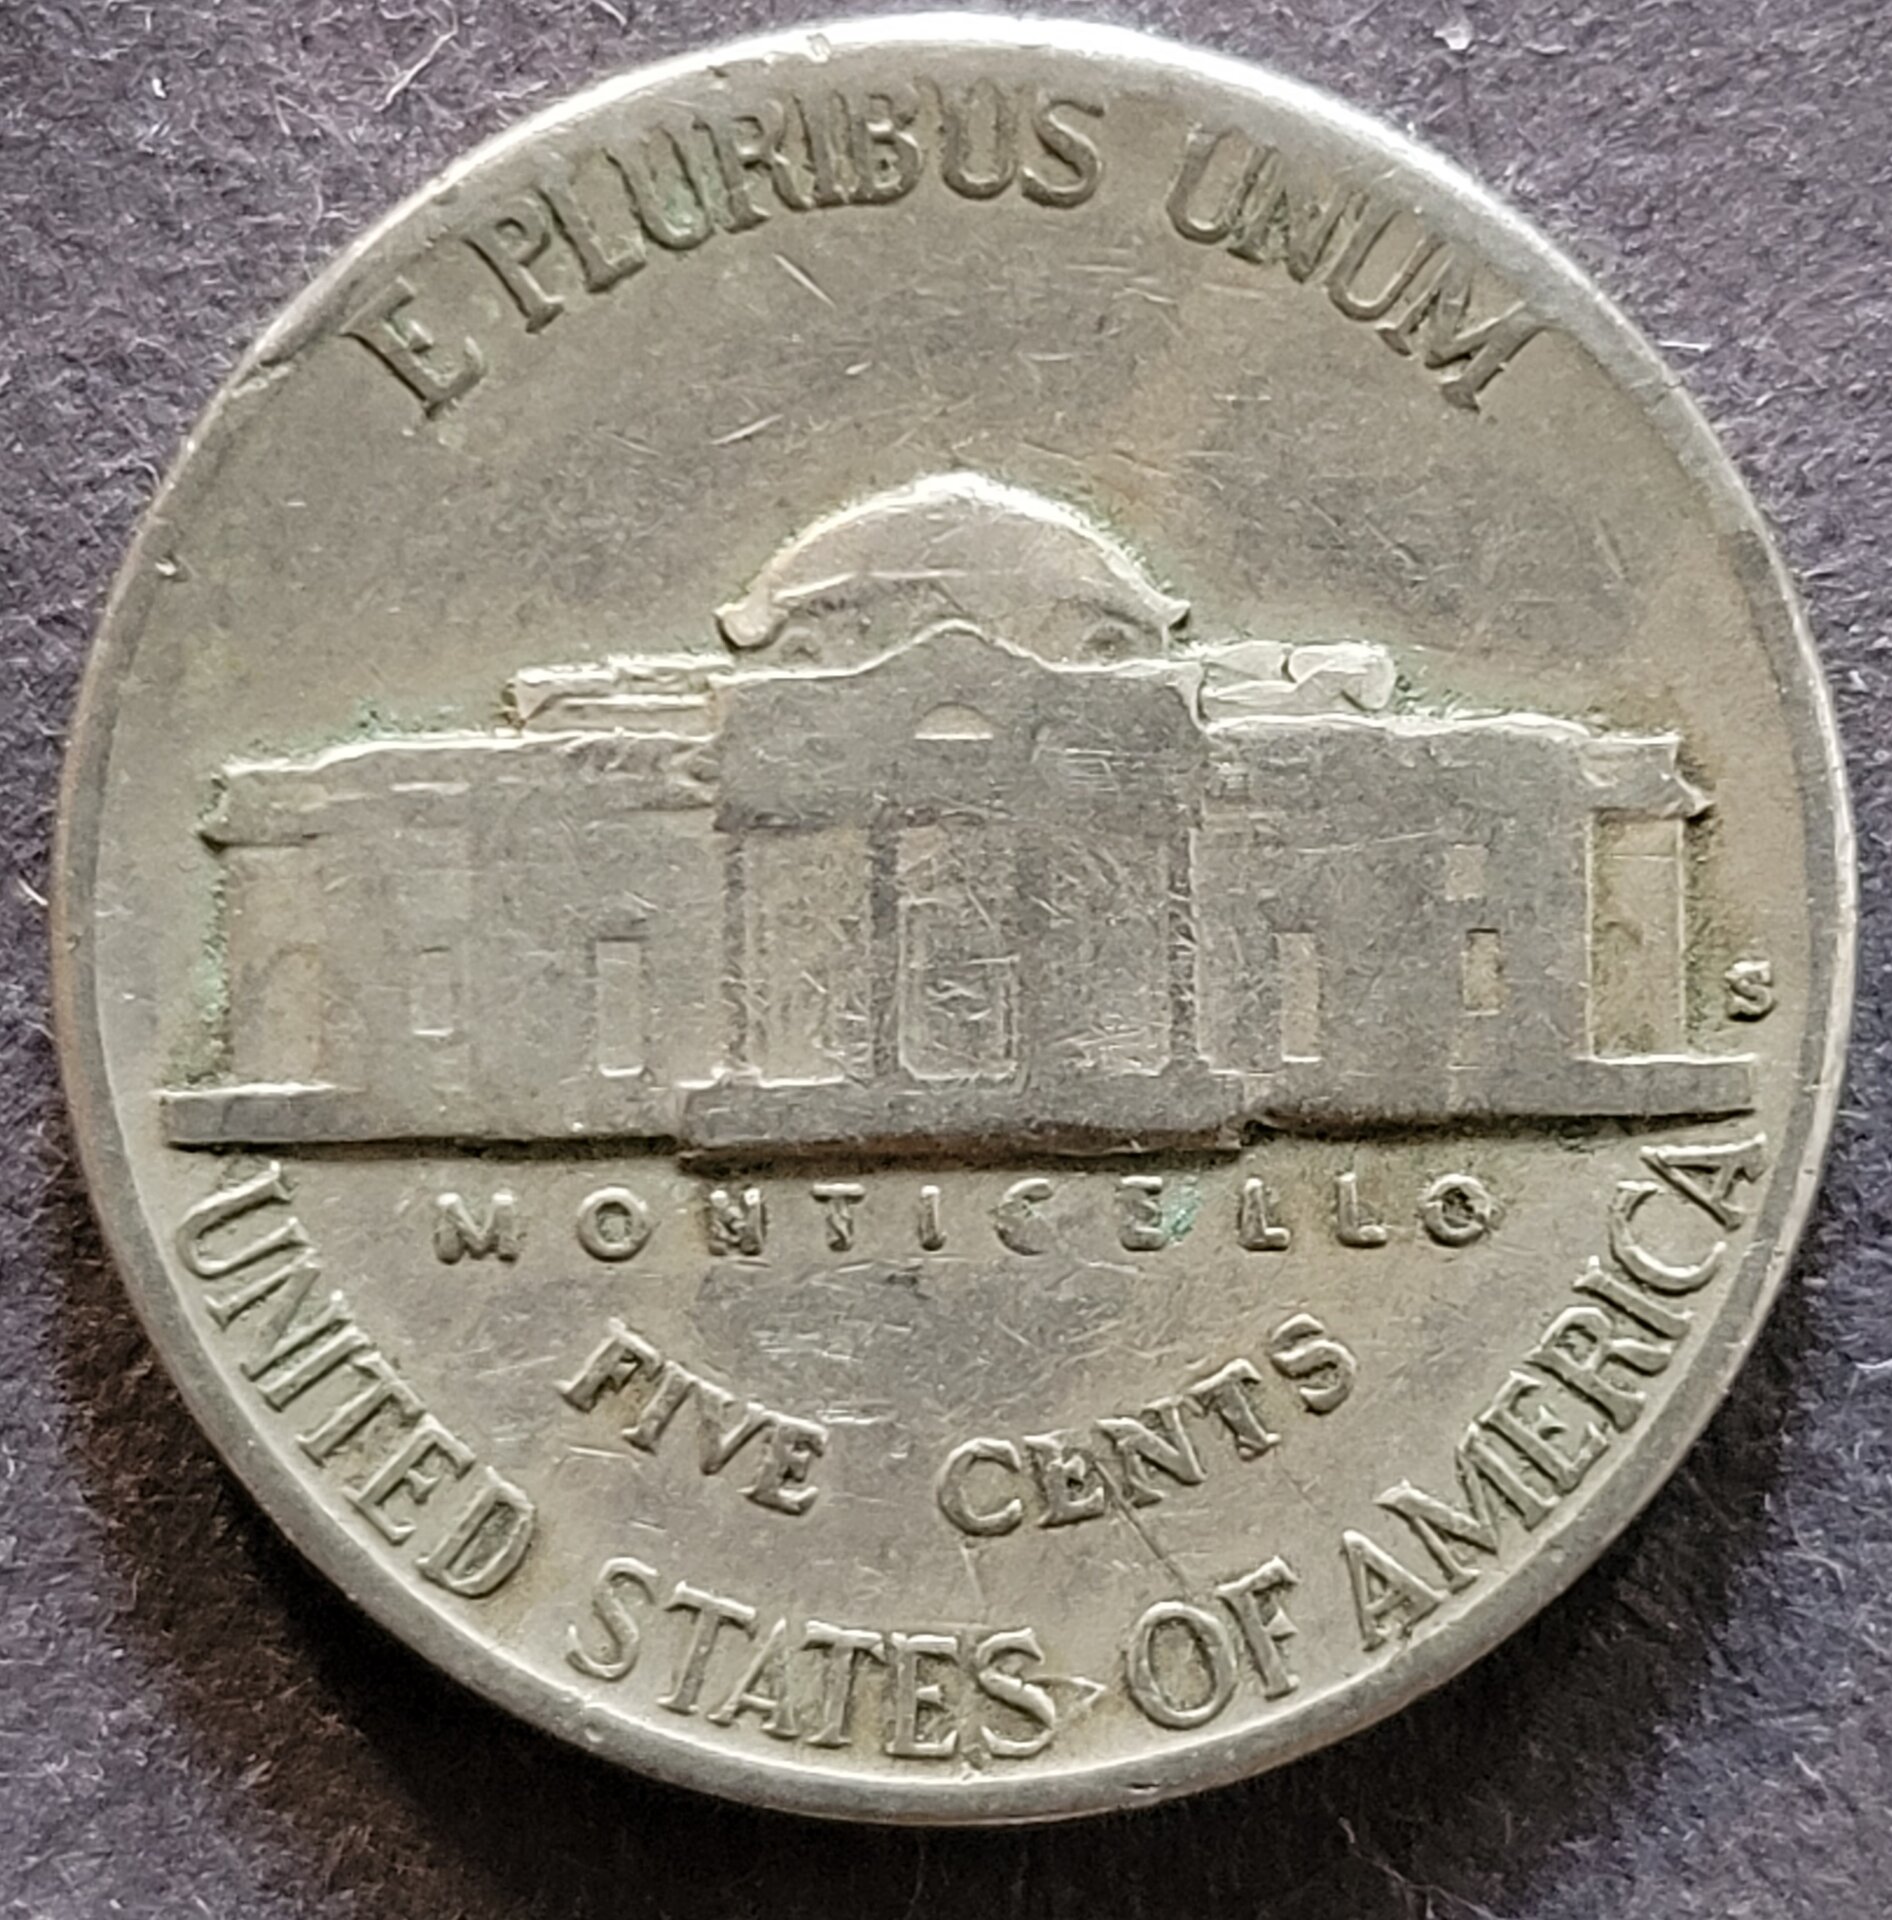 E PLURIBUS UNUM
S
MONTICELLO
FIVE CENTS
UNITED STATES OF AMERICA